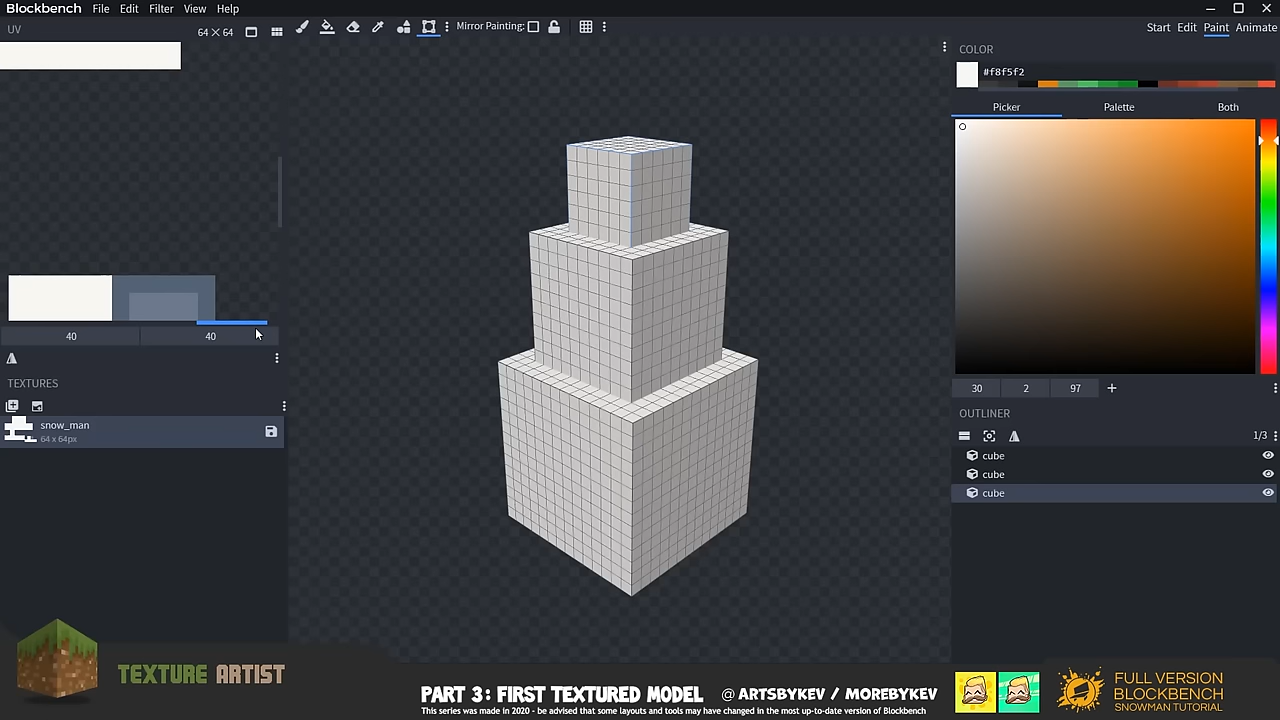 Blockbench File Edit Filter View Help
UV 64 × 64 Mirror Painting: Start Edit Paint Animate
COLOR
#f8f5f2
Picker Palette Both
40 40
30 2 97
TEXTURES
snow_man
64 x 64px
OUTLINER
1/3
cube
cube
cube
TEXTURE ARTIST
PART 3: FIRST TEXTURED MODEL @ARTSBYKEV / MOREBYKEV
This series was made in 2020 - be advised that some layouts and tools may have changed in the most up-to-date version of Blockbench
FULL VERSION
BLOCKBENCH
SNOWMAN TUTORIAL